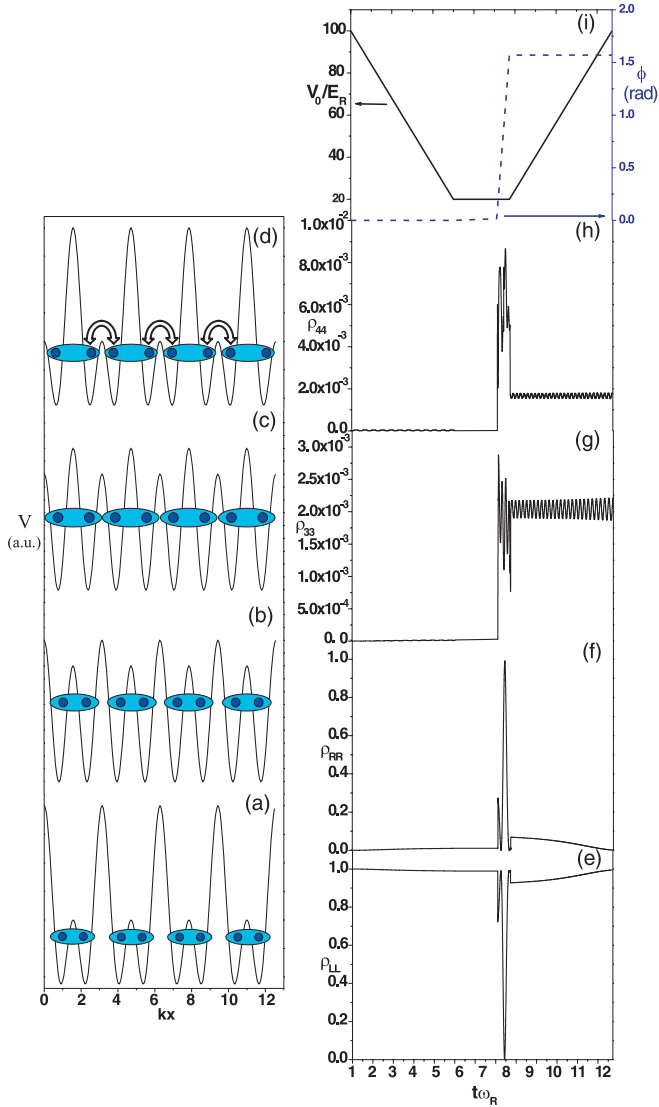 (i)
100
80
V0/ER
60
40
20
2.0
1.5
ϕ
(rad)
1.0
0.5
0.0
(h)
1.0x10-2
8.0x10-3
6.0x10-3
ρ44
4.0x10-3
2.0x10-3
0.0
(g)
3.0x10-3
2.5x10-3
2.0x10-3
ρ33
1.5x10-3
1.0x10-3
5.0x10-4
0.0
(f)
1.0
0.8
0.6
ρRR
0.4
0.2
0.0
(e)
1.0
0.8
0.6
ρLL
0.4
0.2
0.0
1 2 3 4 5 6 7 8 9 10 11 12
tωR
(d)
(c)
V
(a.u.)
(b)
(a)
0 2 4 6 8 10 12
kx